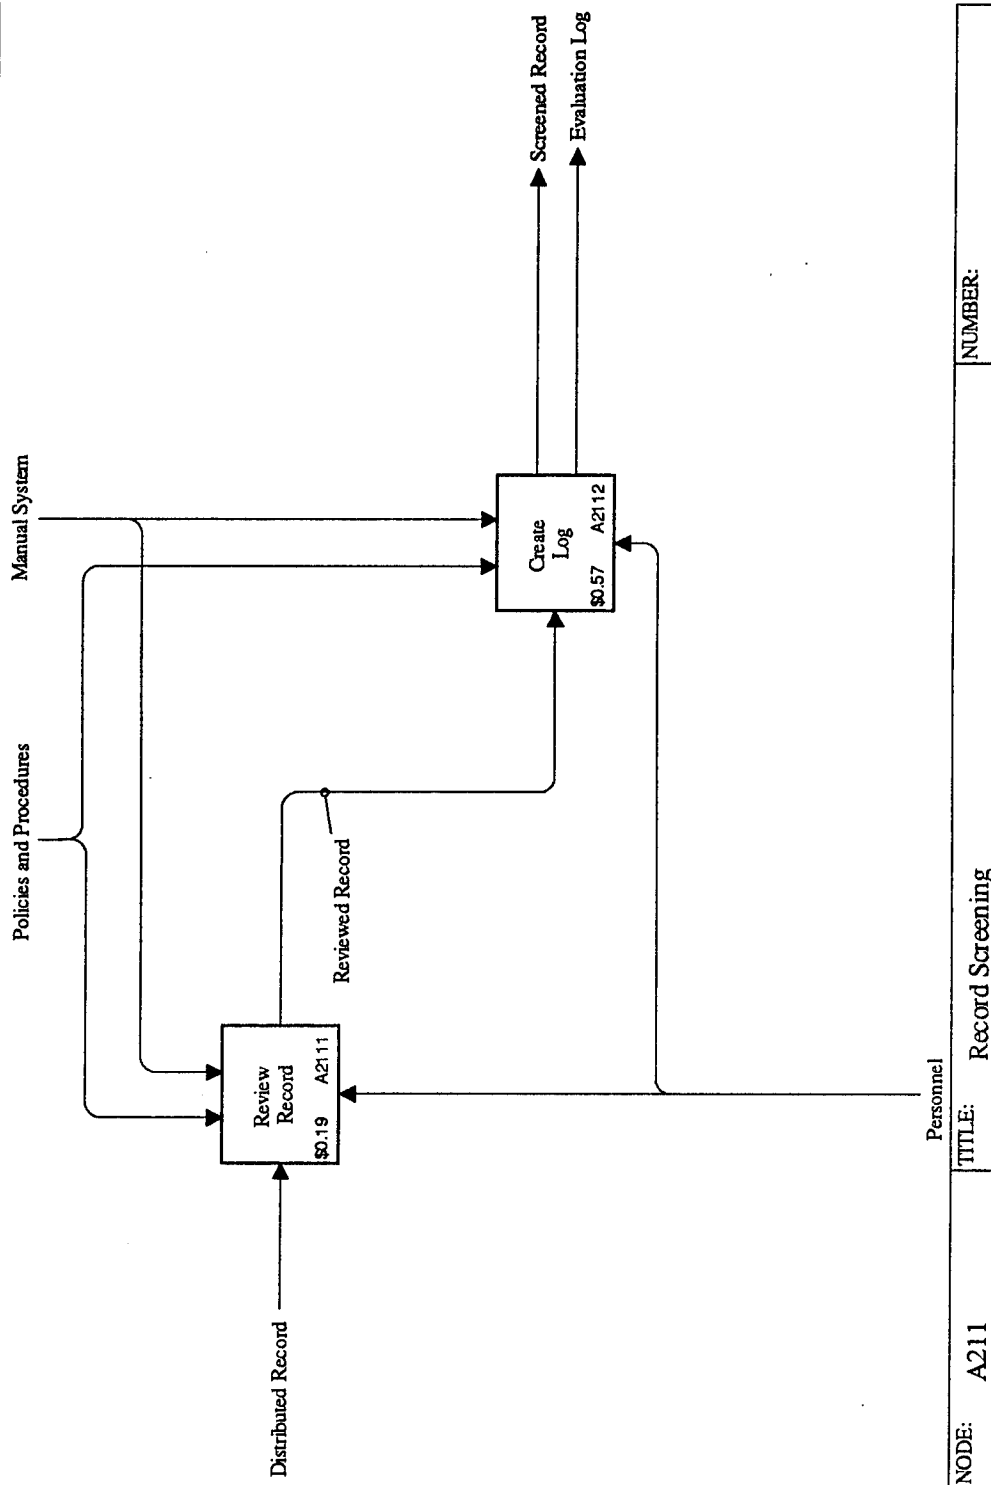 Policies and Procedures
Manual System
Distributed Record
Review
Record
$0.19 A2111
Reviewed Record
Create
Log
$0.57 A2112
Screened Record
Evaluation Log
Personnel
NODE: A211
TITLE: Record Screening
NUMBER: